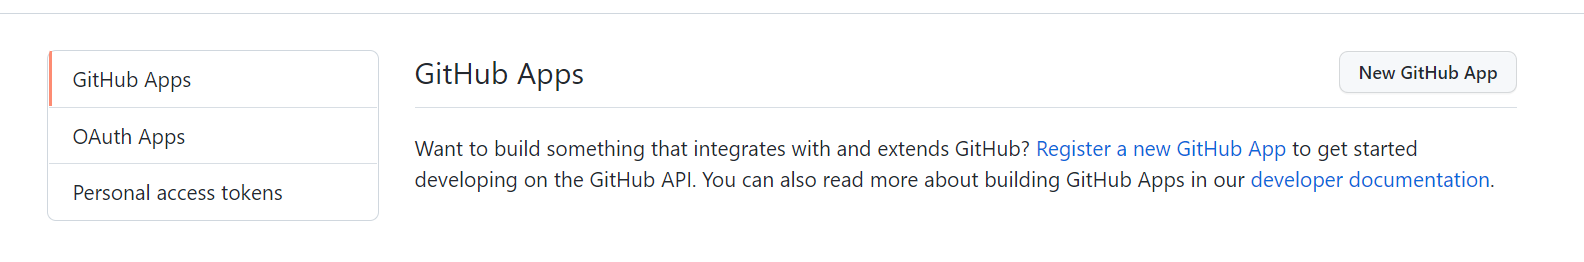 GitHub Apps
OAuth Apps
Personal access tokens
GitHub Apps
New GitHub App
Want to build something that integrates with and extends GitHub? Register a new GitHub App to get started
developing on the GitHub API. You can also read more about building GitHub Apps in our developer documentation.